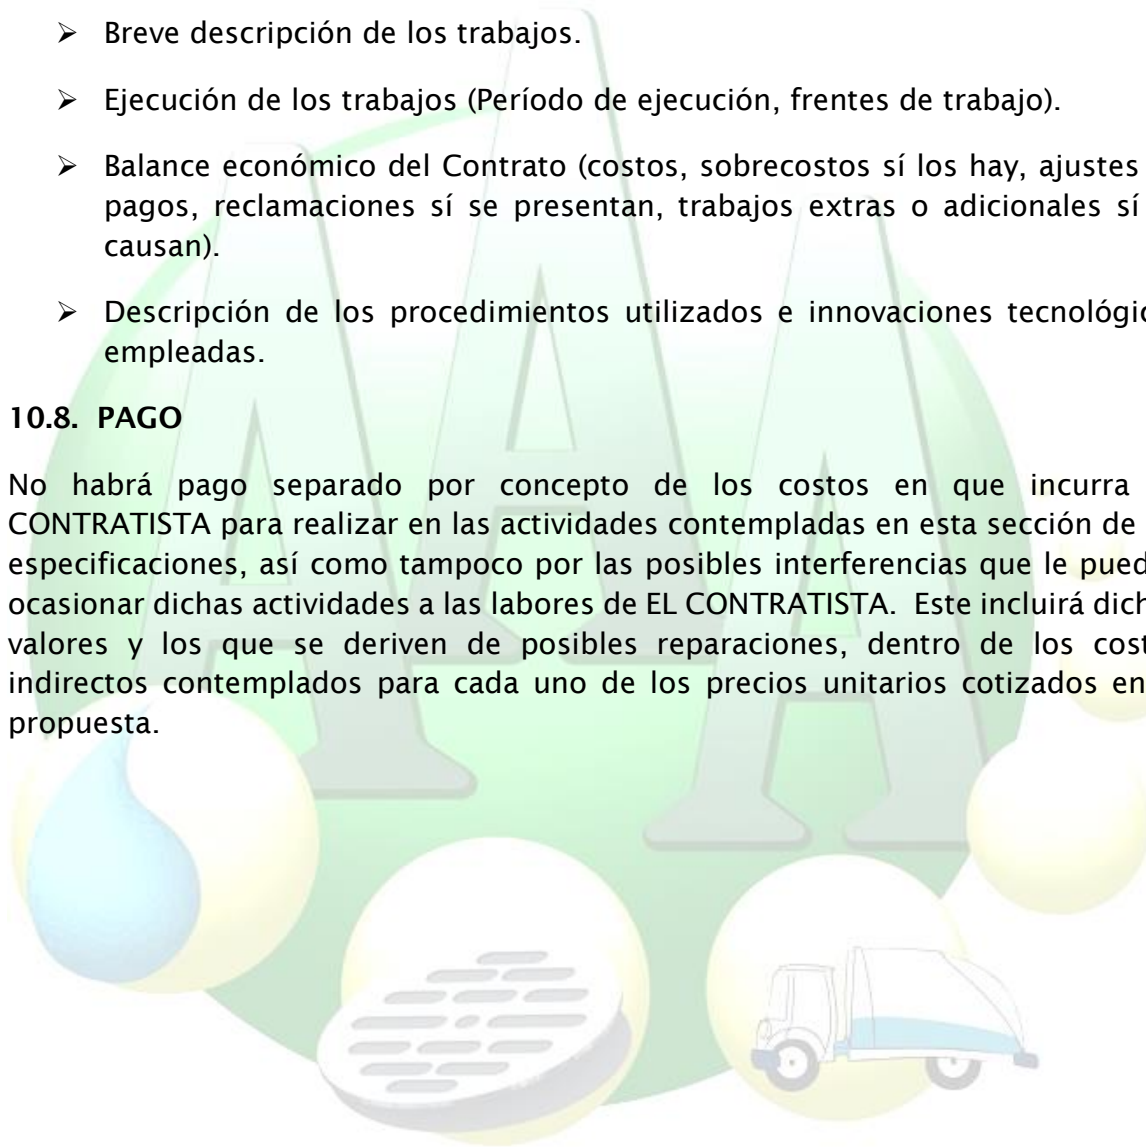 ➢ Breve descripción de los trabajos.
➢ Ejecución de los trabajos (Período de ejecución, frentes de trabajo).
➢ Balance económico del Contrato (costos, sobrecostos sí los hay, ajustes
pagos, reclamaciones sí se presentan, trabajos extras o adicionales sí
causan).
➢ Descripción de los procedimientos utilizados e innovaciones
empleadas.
10.8. PAGO
No habrá pago separado por concepto de los costos en que incurra
CONTRATISTA para realizar en las actividades contempladas en esta sección de
especificaciones, así como tampoco por las posibles interferencias que le
ocasionar dichas actividades a las labores de EL CONTRATISTA. Este incluirá
valores y los que se deriven de posibles reparaciones, dentro de los
indirectos contemplados para cada uno de los precios unitarios cotizados en
propuesta.
AAA